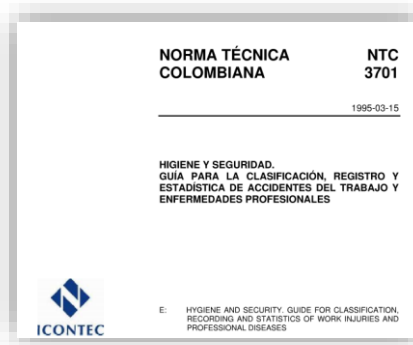 NORMA TÉCNICA NTC
COLOMBIANA 3701
1995-03-15
HIGIENE Y SEGURIDAD.
GUÍA PARA LA CLASIFICACIÓN, REGISTRO Y
ESTADÍSTICA DE ACCIDENTES DEL TRABAJO Y
ENFERMEDADES PROFESIONALES
E: HYGIENE AND SECURITY. GUIDE FOR CLASSIFICATION,
RECORDING AND STATISTICS OF WORK INJURIES AND
PROFESSIONAL DISEASES
ICONTEC